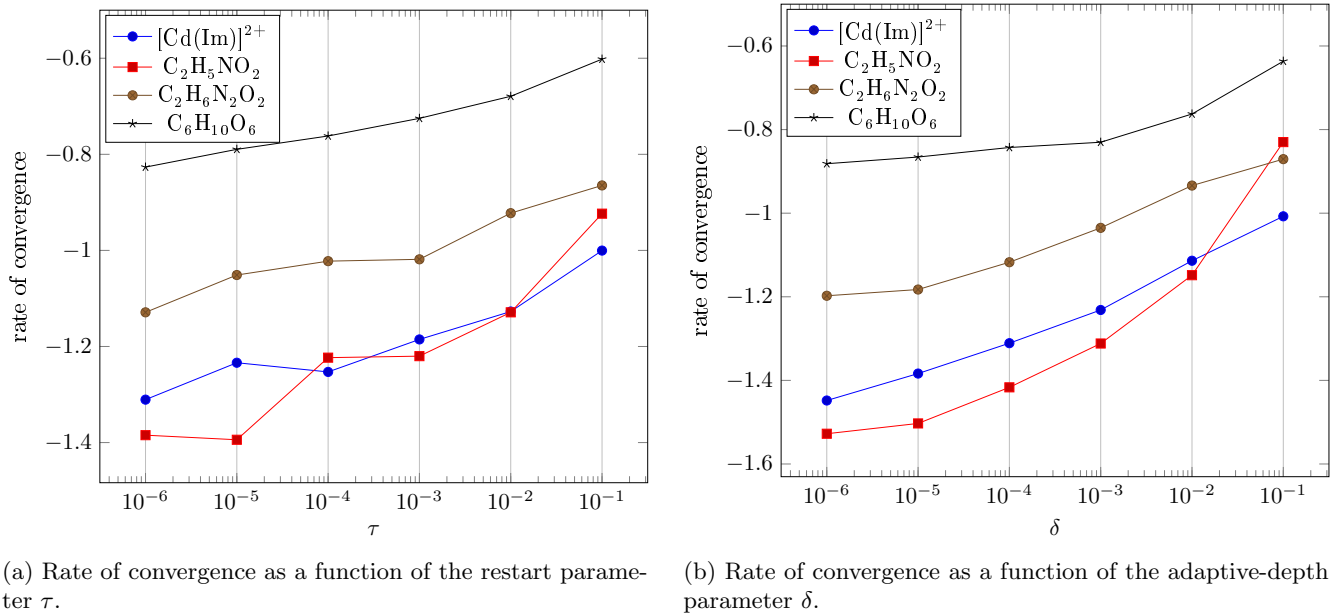 [Cd(Im)]²⁺
C₂H₅NO₂
C₂H₆N₂O₂
C₆H₁₀O₆
−0.6
−0.8
−1
−1.2
−1.4
rate of convergence
10⁻⁶ 10⁻⁵ 10⁻⁴ 10⁻³ 10⁻² 10⁻¹
τ
(a) Rate of convergence as a function of the restart parame-
ter τ.
[Cd(Im)]²⁺
C₂H₅NO₂
C₂H₆N₂O₂
C₆H₁₀O₆
−0.6
−0.8
−1
−1.2
−1.4
−1.6
rate of convergence
10⁻⁶ 10⁻⁵ 10⁻⁴ 10⁻³ 10⁻² 10⁻¹
δ
(b) Rate of convergence as a function of the adaptive-depth
parameter δ.